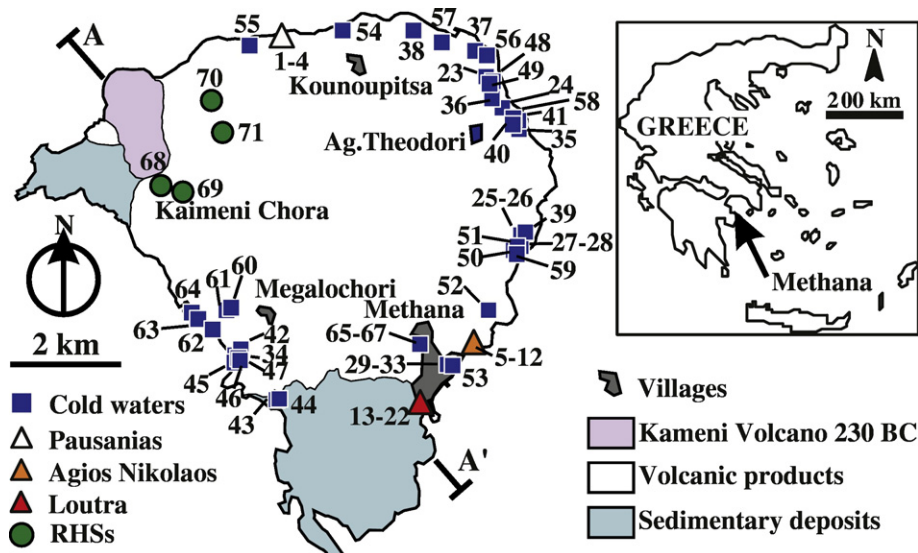 A
55
54
57
37
56
48
38
1-4
Kounoupitsa
23
49
24
36
58
41
70
71
Ag.Theodori
40
35
68
69
Kaimeni Chora
N
25-26
39
51
27-28
50
59
52
61
60
64
Megalochori
Methana
63
62
42
65-67
5-12
34
2 km
45
47
29-33
53
46
43
44
13-22
A'
Cold waters
Pausanias
Agios Nikolaos
Loutra
RHSs
N
200 km
GREECE
Methana
Villages
Kameni Volcano 230 BC
Volcanic products
Sedimentary deposits